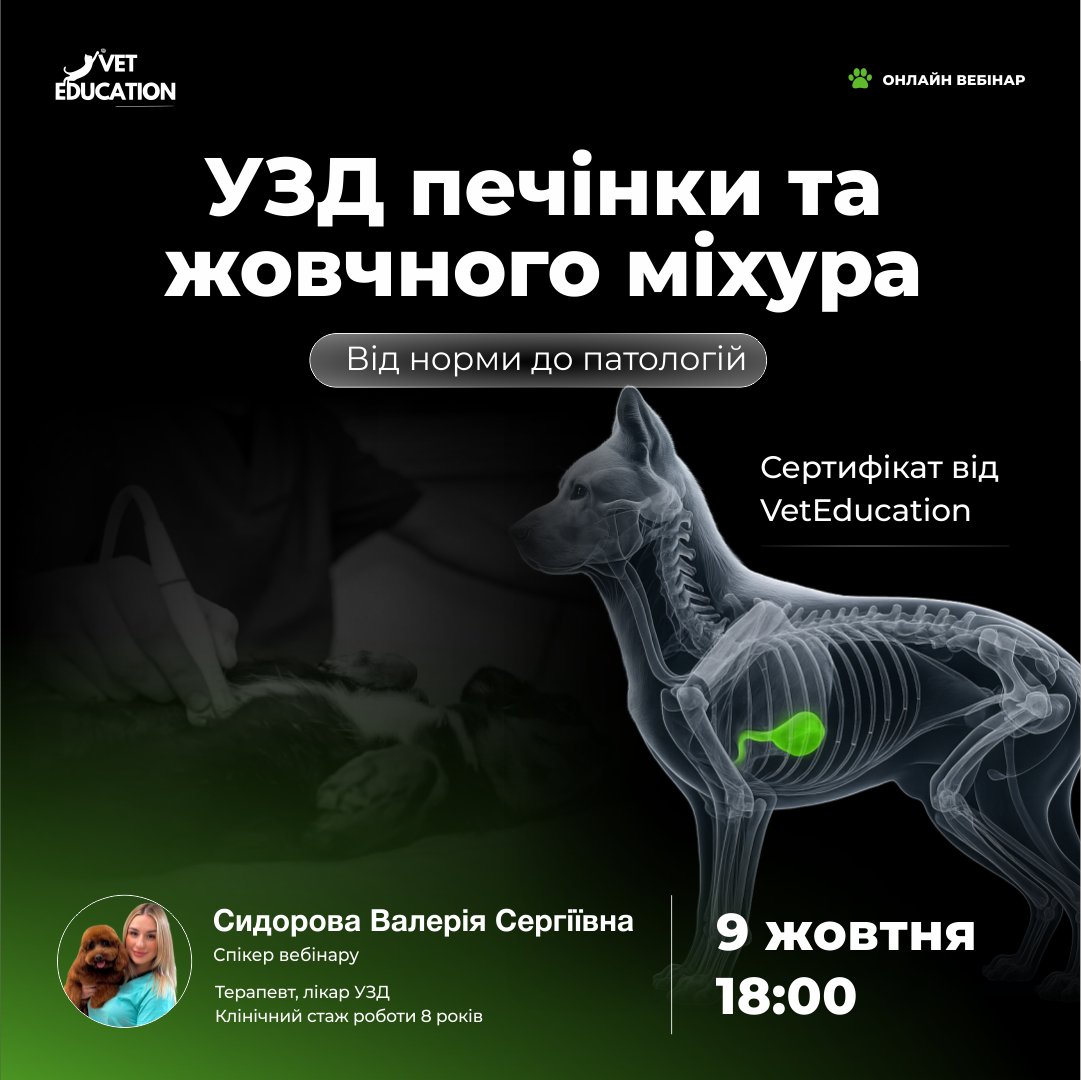 VET
EDUCATION
ОНЛАЙН ВЕБІНАР
УЗД печінки та
жовчного міхура
Від норми до патологій
Сертифікат від
VetEducation
Сидорова Валерія Сергіївна
Спікер вебінару
Терапевт, лікар УЗД
Клінічний стаж роботи 8 років
9 жовтня
18:00